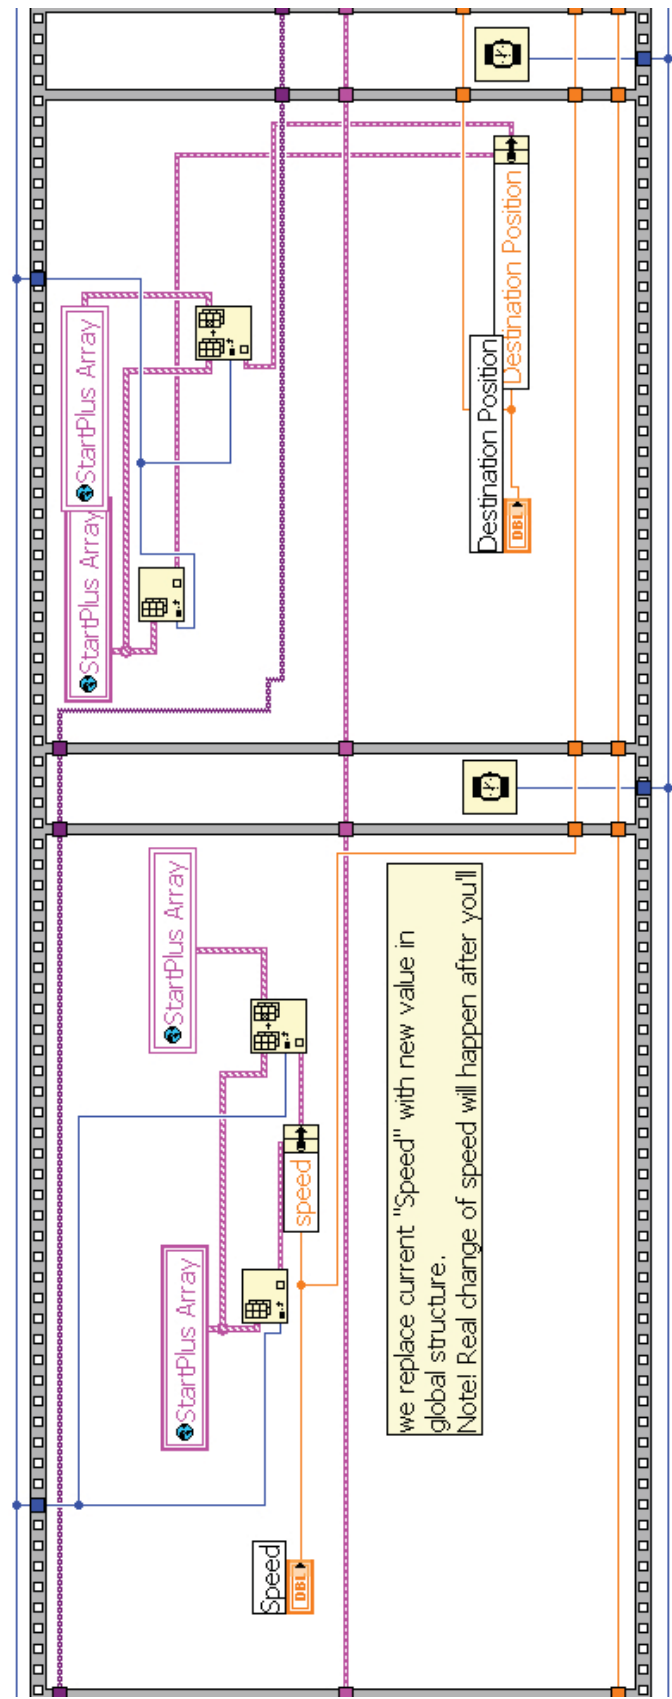 Speed
DBL
StartPlus Array
speed
StartPlus Array
we replace current "Speed" with new value in
global structure.
Note! Real change of speed will happen after you'll
StartPlus Array
StartPlus Array
Destination Position
DBL
Destination Position